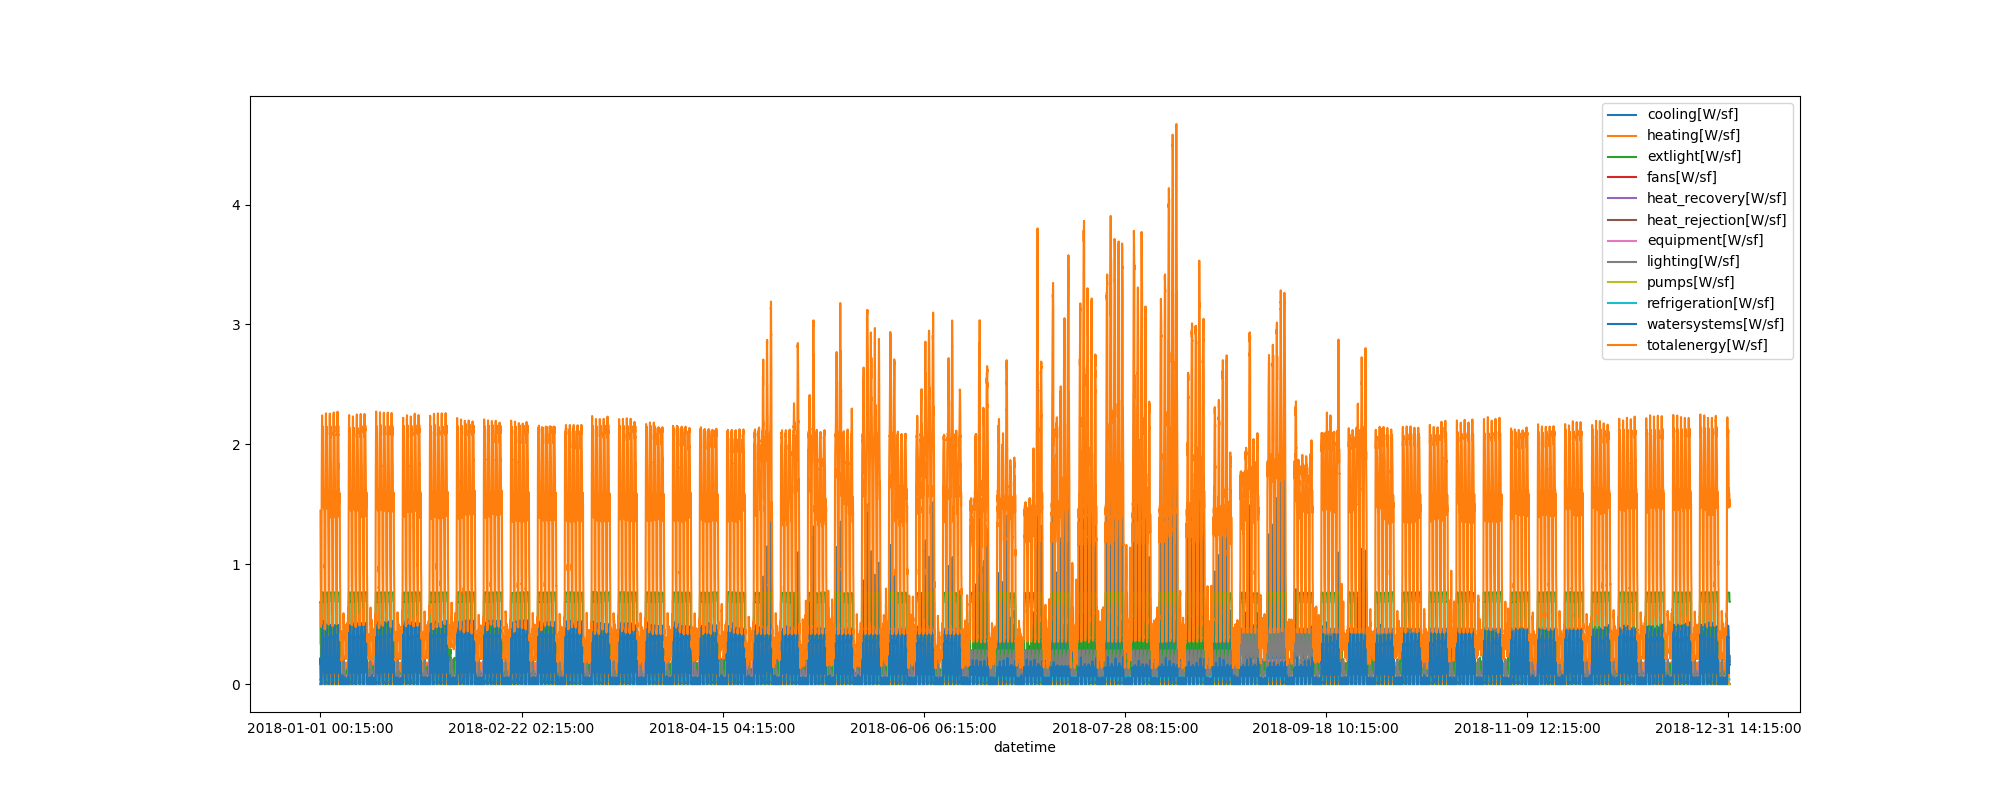 cooling[W/sf]
heating[W/sf]
extlight[W/sf]
fans[W/sf]
heat_recovery[W/sf]
heat_rejection[W/sf]
equipment[W/sf]
lighting[W/sf]
pumps[W/sf]
refrigeration[W/sf]
watersystems[W/sf]
totalenergy[W/sf]
4
3
2
1
0
2018-01-01 00:15:00 2018-02-22 02:15:00 2018-04-15 04:15:00 2018-06-06 06:15:00 2018-07-28 08:15:00 2018-09-18 10:15:00 2018-11-09 12:15:00 2018-12-31 14:15:00
datetime